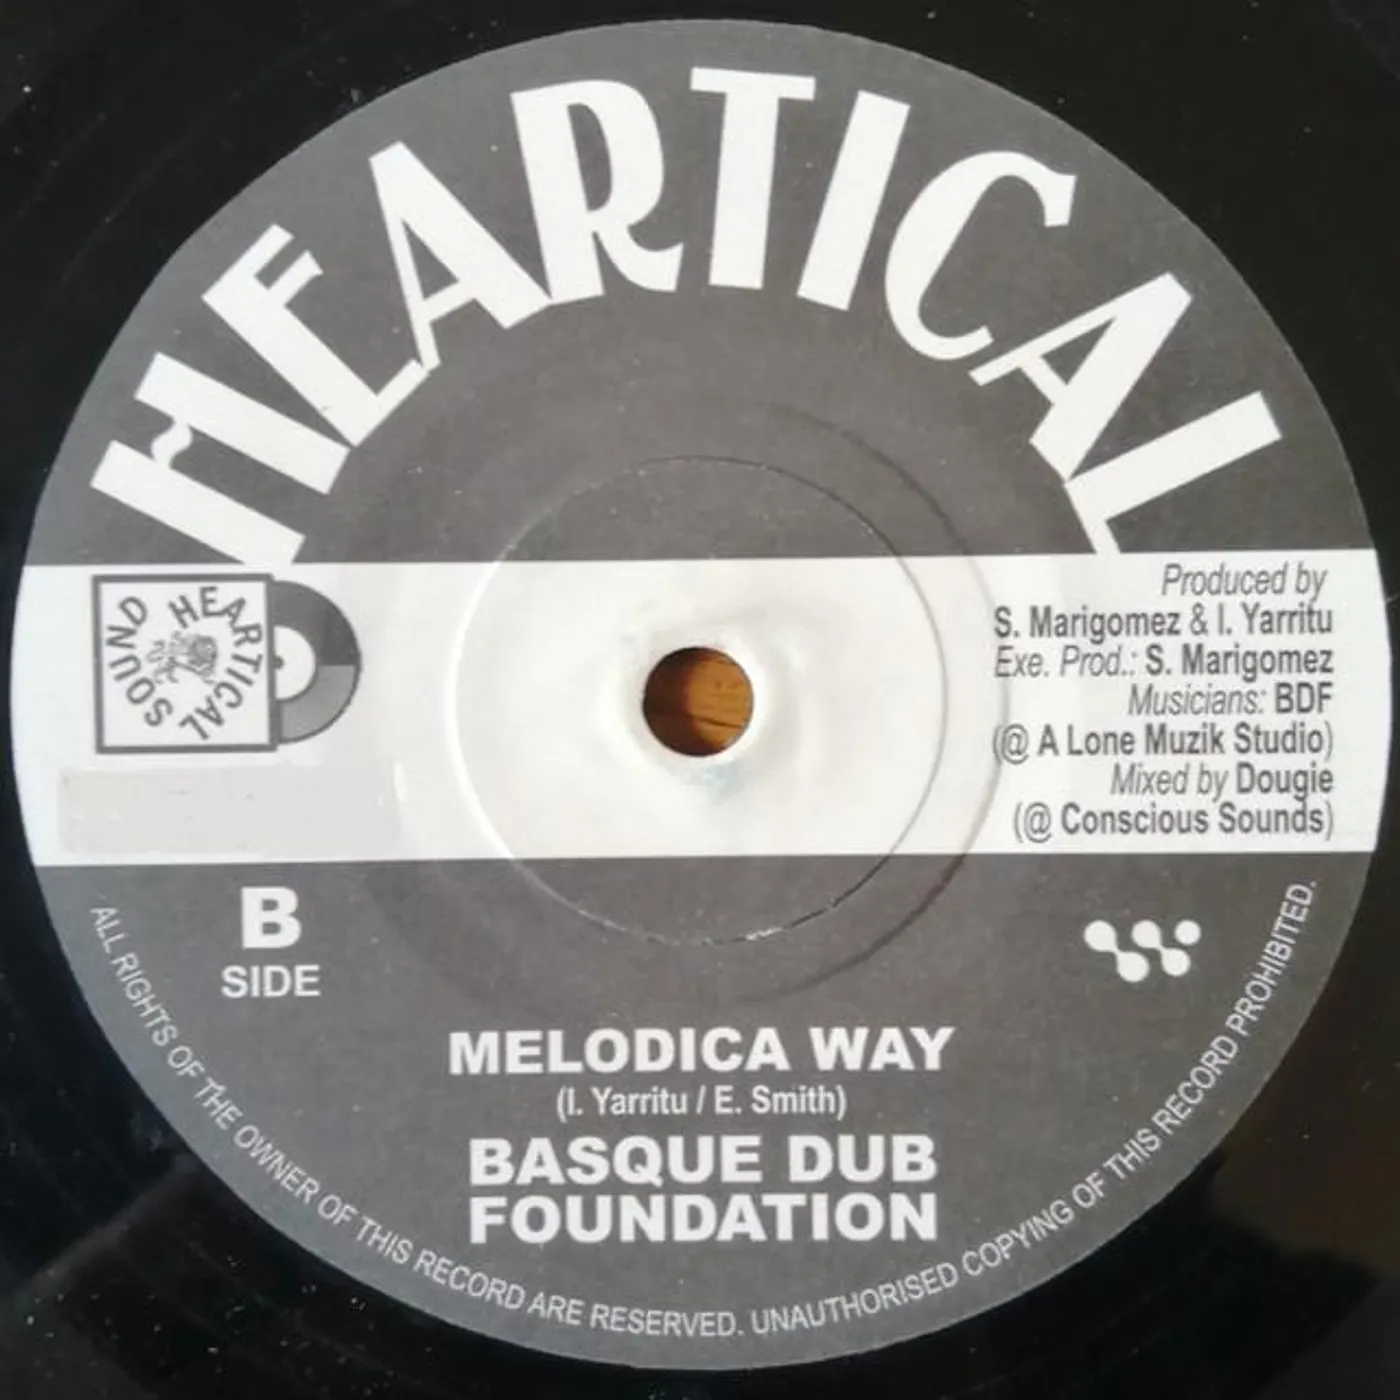 HEARTICAL
HEARTICAL SOUND
Produced by
S. Marigomez & I. Yarritu
Exe. Prod.: S. Marigomez
Musicians: BDF
(@ A Lone Muzik Studio)
Mixed by Dougie
(@ Conscious Sounds)
B
SIDE
MELODICA WAY
(I. Yarritu / E. Smith)
BASQUE DUB
FOUNDATION
ALL RIGHTS OF THE OWNER OF THIS RECORD ARE RESERVED. UNAUTHORISED COPYING OF THIS RECORD PROHIBITED.